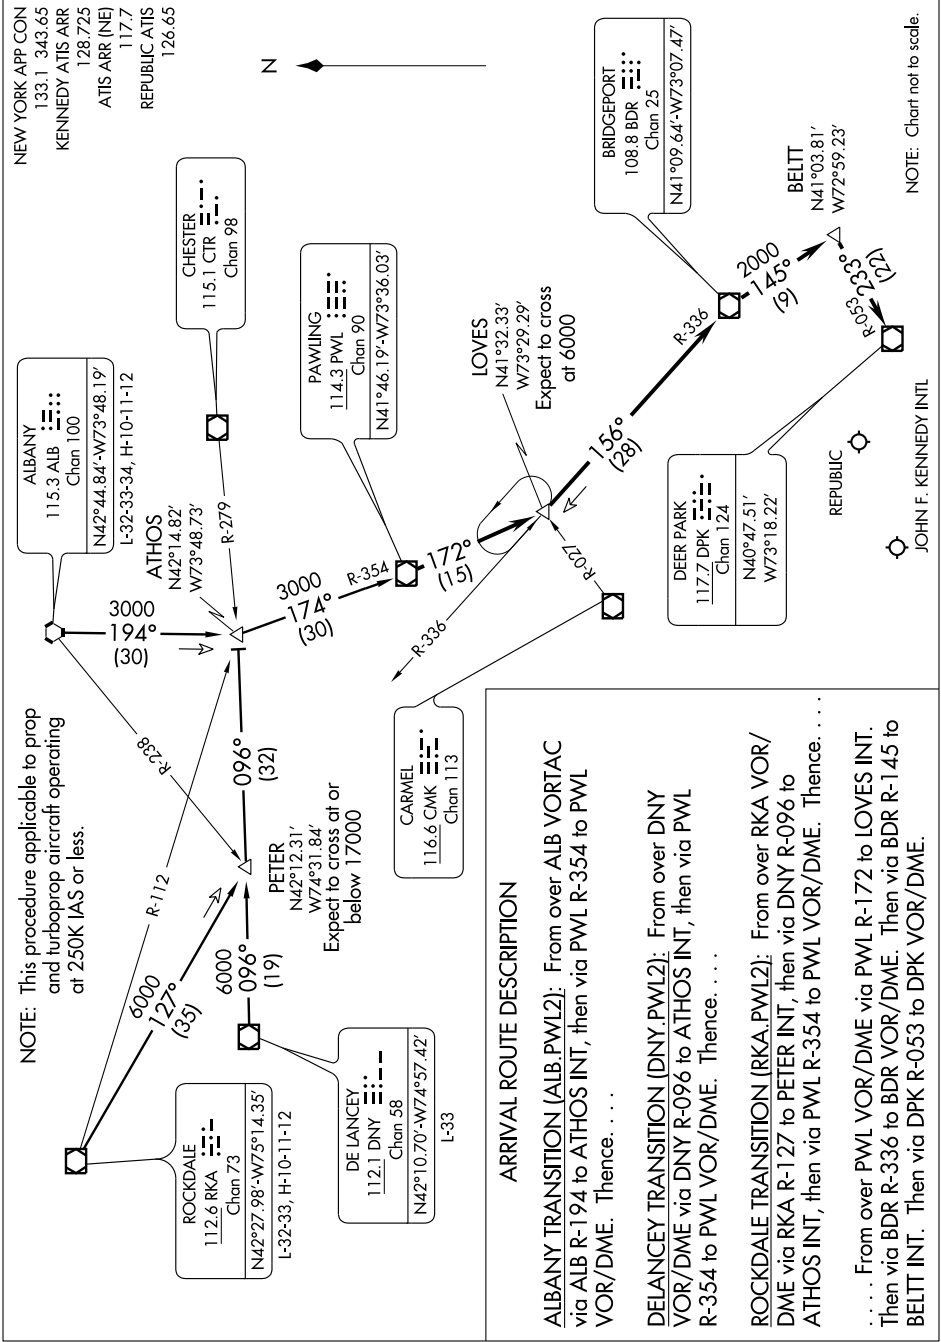 NEW YORK APP CON
133.1 343.65
KENNEDY ATIS ARR
128.725
ATIS ARR (NE)
117.7
REPUBLIC ATIS
126.65
N
NOTE: This procedure applicable to prop
and turboprop aircraft operating
at 250K IAS or less.
ALBANY
115.3 ALB
Chan 100
N42°44.84'-W73°48.19'
L-32-33-34, H-10-11-12
CHESTER
115.1 CTR
Chan 98
R-279
ATHOS
N42°14.82'
W73°48.73'
3000
194°
(30)
R-238
R-112
ROCKDALE
112.6 RKA
Chan 73
N42°27.98'-W75°14.35'
L-32-33, H-10-11-12
6000
127°
(35)
DE LANCEY
112.1 DNY
Chan 58
N42°10.70'-W74°57.42'
L-33
6000
096°
(19)
PETER
N42°12.31'
W74°31.84'
Expect to cross at or
below 17000
096°
(32)
3000
174°
(30)
R-354
PAWLING
114.3 PWL
Chan 90
N41°46.19'-W73°36.03'
172°
(15)
R-336
LOVES
N41°32.33'
W73°29.29'
Expect to cross
at 6000
R-027
CARMEL
116.6 CMK
Chan 113
156°
(28)
R-336
BRIDGEPORT
108.8 BDR
Chan 25
N41°09.64'-W73°07.47'
2000
145°
(9)
BELTT
N41°03.81'
W72°59.23'
R-053
233°
(22)
DEER PARK
117.7 DPK
Chan 124
N40°47.51'
W73°18.22'
REPUBLIC
JOHN F. KENNEDY INTL
NOTE: Chart not to scale.
ARRIVAL ROUTE DESCRIPTION
ALBANY TRANSITION (ALB.PWL2): From over ALB VORTAC
via ALB R-194 to ATHOS INT, then via PWL R-354 to PWL
VOR/DME. Thence. . . .
DELANCEY TRANSITION (DNY.PWL2): From over DNY
VOR/DME via DNY R-096 to ATHOS INT, then via PWL
R-354 to PWL VOR/DME. Thence. . . .
ROCKDALE TRANSITION (RKA.PWL2): From over RKA VOR/
DME via RKA R-127 to PETER INT, then via DNY R-096 to
ATHOS INT, then via PWL R-354 to PWL VOR/DME. Thence. . . .
. . . . From over PWL VOR/DME via PWL R-172 to LOVES INT.
Then via BDR R-336 to BDR VOR/DME. Then via BDR R-145 to
BELTT INT. Then via DPK R-053 to DPK VOR/DME.